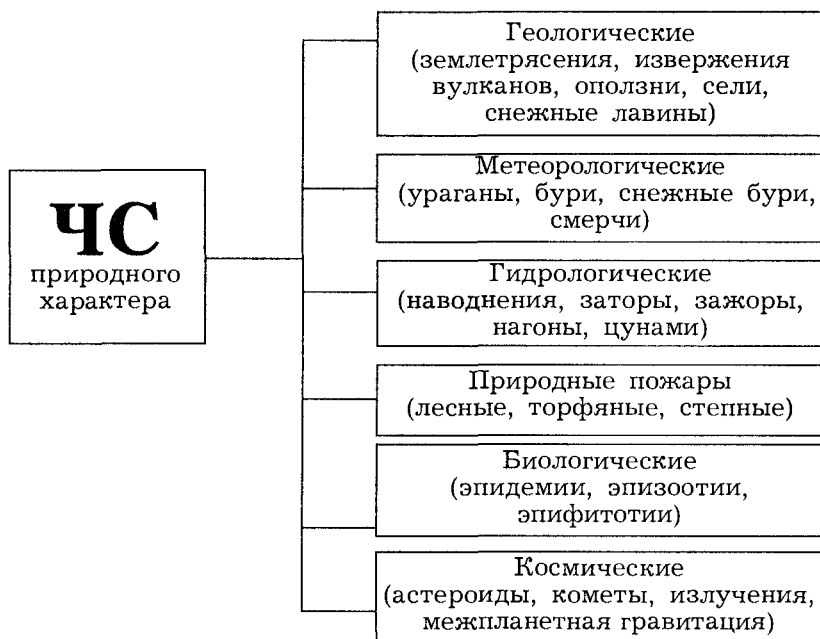 Геологические
(землетрясения, извержения
вулканов, оползни, сели,
снежные лавины)
Метеорологические
(ураганы, бури, снежные бури,
смерчи)
ЧС
природного
характера
Гидрологические
(наводнения, заторы, зажоры,
нагоны, цунами)
Природные пожары
(лесные, торфяные, степные)
Биологические
(эпидемии, эпизоотии,
эпифитотии)
Космические
(астероиды, кометы, излучения,
межпланетная гравитация)